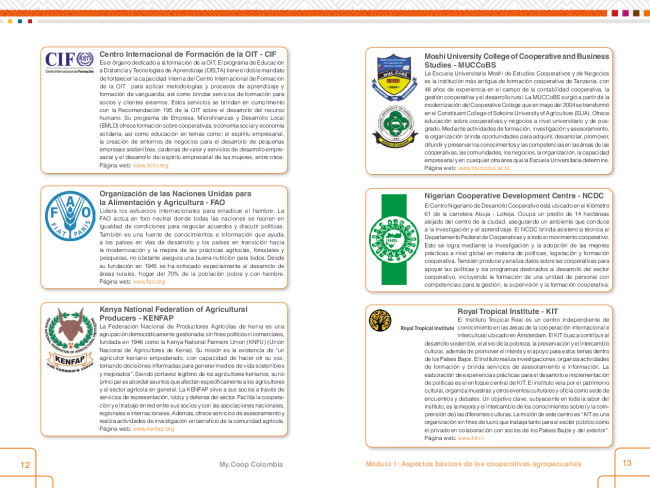 CIF
Centro Internacional de Formación
Centro Internacional de Formación de la OIT - CIF
Es el órgano dedicado a la formación de la OIT. El programa de Educación
a Distancia y Tecnologías de Aprendizaje (DELTA) tiene el doble mandato
de fortalecer la capacidad interna del Centro Internacional de Formación
de la OIT para aplicar metodologías y procesos de aprendizaje y
formación de vanguardia, así como brindar servicios de formación para
socios y clientes externos. Estos servicios se brindan en cumplimiento
con la Recomendación 195 de la OIT sobre el desarrollo del recurso
humano. Su programa de Empresa, Microfinanzas y Desarrollo Local
(EMLD) ofrece formación sobre cooperativas, economía social y economía
solidaria, así como educación en temas como: el espíritu empresarial,
la creación de entornos de negocios para el desarrollo de pequeñas
empresas sostenibles, cadenas de valor y servicios de desarrollo empre-
sarial y el desarrollo del espíritu empresarial de las mujeres, entre otros.
Página web: www.itcilo.org
FAO
FIAT PANIS
Organización de las Naciones Unidas para
la Alimentación y Agricultura - FAO
Lidera los esfuerzos internacionales para erradicar el hambre. La
FAO actúa en foro neutral donde todas las naciones se reúnen en
igualdad de condiciones para negociar acuerdos y discutir políticas.
También es una fuente de conocimientos e información que ayuda
a los países en vías de desarrollo y los países en transición hacia
la modernización y la mejora de las prácticas agrícolas, forestales y
pesqueras, no obstante asegura una buena nutrición para todos. Desde
su fundación en 1945 se ha enfocado especialmente al desarrollo de
áreas rurales, hogar del 70% de la población pobre y con hambre.
Página web: www.fao.org
KENFAP
Kenya National Federation of Agricultural
Producers - KENFAP
La Federación Nacional de Productores Agrícolas de Kenia es una
agrupación democráticamente gestionada, sin fines políticos ni comerciales,
fundada en 1946 como la Kenya National Farmers Union (KNFU) (Unión
Nacional de Agricultores de Kenia). Su misión es la existencia de "un
agricultor keniano empoderado, con capacidad de hacer oír su voz,
tomando decisiones informadas para generar medios de vida sostenibles
y mejorados". Siendo portavoz legítimo de los agricultores kenianos, su rol
principal es abordar asuntos que afectan específicamente a los agricultores
y al sector agrícola en general. La KENFAP sirve a sus socios a través de
servicios de representación, lobby y defensa del sector. Facilita la coopera-
ción y el trabajo en red entre sus socios y con las asociaciones nacionales,
regionales e internacionales. Además, ofrece servicios de asesoramiento y
realiza actividades de investigación en beneficio de la comunidad agrícola.
Página web: www.kenfap.org
12
My.Coop Colombia
Moshi University College of Cooperative and Business
Studies - MUCCoBS
La Escuela Universitaria Moshi de Estudios Cooperativos y de Negocios
es la institución más antigua de formación cooperativa de Tanzania, con
48 años de experiencia en el campo de la contabilidad cooperativa, la
gestión cooperativa y el desarrollo rural. La MUCCoBS surgió a partir de la
modernización del Cooperative College que en mayo del 2004 se transformó
en el Constituent College of Sokoine University of Agriculture (SUA). Ofrece
educación sobre cooperativas y negocios a nivel universitario y de pos-
grado. Mediante actividades de formación, investigación y asesoramiento,
la organización brinda oportunidades para adquirir, desarrollar, promover,
difundir y preservar los conocimientos y las competencias en las áreas de las
cooperativas, las comunidades, los negocios, la organización, la capacidad
empresarial y en cualquier otra área que la Escuela Universitaria determine.
Página web: www.muccobs.ac.tz
Nigerian Cooperative Development Centre - NCDC
El Centro Nigeriano de Desarrollo Cooperativo está ubicado en el kilómetro
61 de la carretera Abuja - Lokoja. Ocupa un predio de 14 hectáreas
alejado del centro de la ciudad, asegurando un ambiente que conduce
a la investigación y el aprendizaje. El NCDC brinda asistencia técnica al
Departamento Federal de Cooperativas y a todo el movimiento cooperativo.
Esto se logra mediante la investigación y la adopción de las mejores
prácticas a nivel global en materia de políticas, legislación y formación
cooperativa. También produce y analiza datos sobre las cooperativas para
apoyar las políticas y los programas destinados al desarrollo del sector
cooperativo, incluyendo la formación de una unidad de personal con
competencias para la gestión, la supervisión y la formación cooperativa.
Royal Tropical Institute
Royal Tropical Institute - KIT
El Instituto Tropical Real es un centro independiente de
conocimiento en las áreas de la cooperación internacional e
intercultural ubicado en Ámsterdam. El KIT busca contribuir al
desarrollo sostenible, el alivio de la pobreza, la preservación y el intercambio
cultural, además de promover el interés y el apoyo para estos temas dentro
de los Países Bajos. El Instituto realiza investigaciones, organiza actividades
de formación y brinda servicios de asesoramiento e información. La
elaboración de experiencias prácticas para el desarrollo e implementación
de políticas es el enfoque central de KIT. El instituto vela por el patrimonio
cultural, organiza muestras y otros eventos culturales y oficia como sede de
encuentros y debates. Un objetivo clave, subyacente en toda la labor del
Instituto, es la mejora y el intercambio de los conocimientos sobre (y la com-
prensión de) las diferentes culturas. La misión de este centro es "KIT es una
organización sin fines de lucro que trabaja tanto para el sector público como
el privado en colaboración con socios de los Países Bajos y del exterior".
Página web: www.kit.nl
Módulo 1: Aspectos básicos de las cooperativas agropecuarias
13